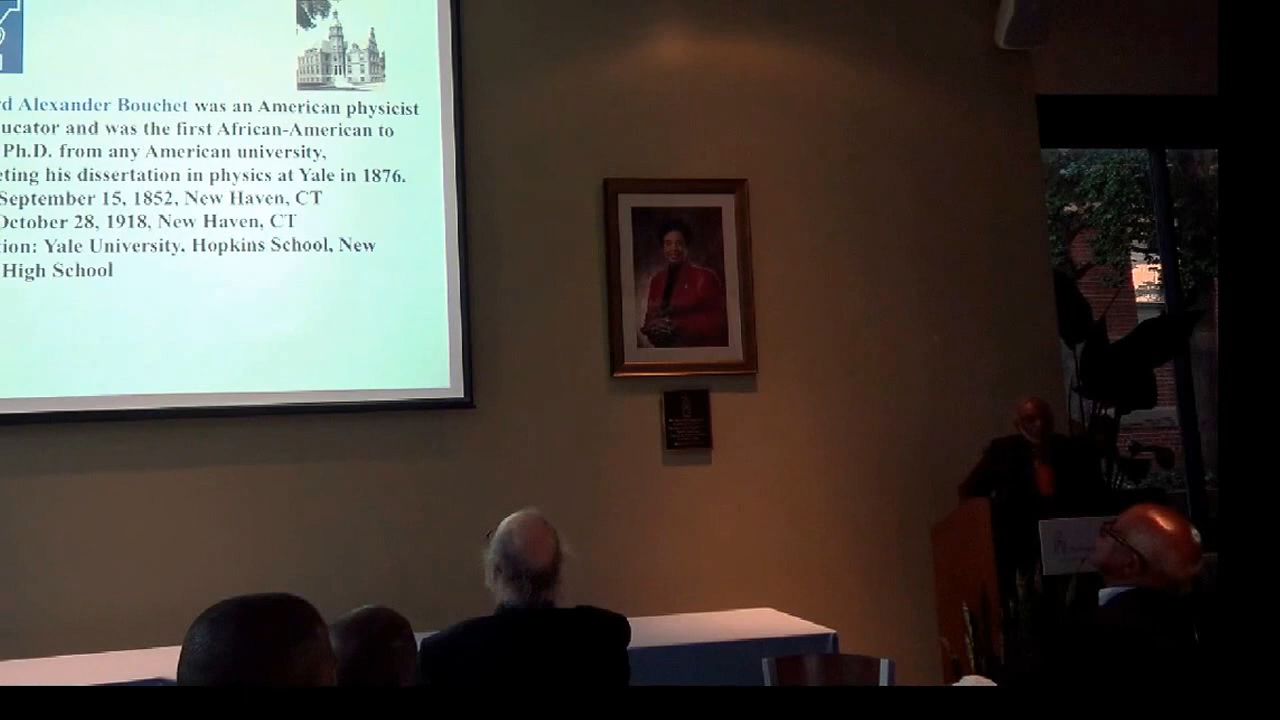 rd Alexander Bouchet was an American physicist
ucator and was the first African-American to
Ph.D. from any American university,
eting his dissertation in physics at Yale in 1876.
September 15, 1852, New Haven, CT
October 28, 1918, New Haven, CT
tion: Yale University, Hopkins School, New
High School